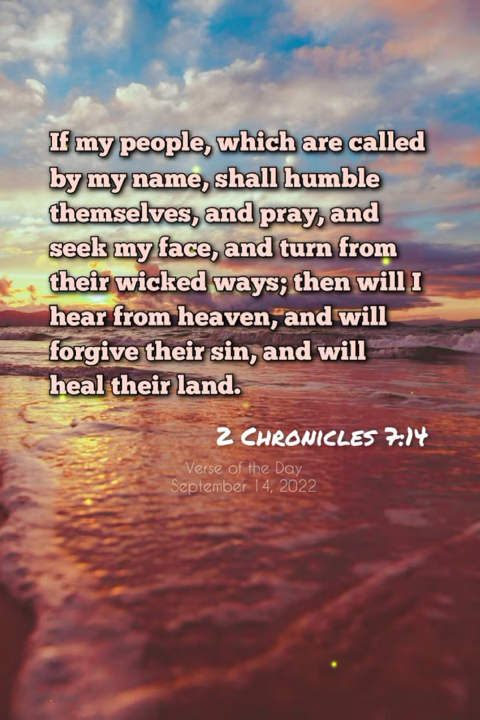 If my people, which are called
by my name, shall humble
themselves, and pray, and
seek my face, and turn from
their wicked ways; then will I
hear from heaven, and will
forgive their sin, and will
heal their land.
2 Chronicles 7:14
Verse of the Day
September 14, 2022